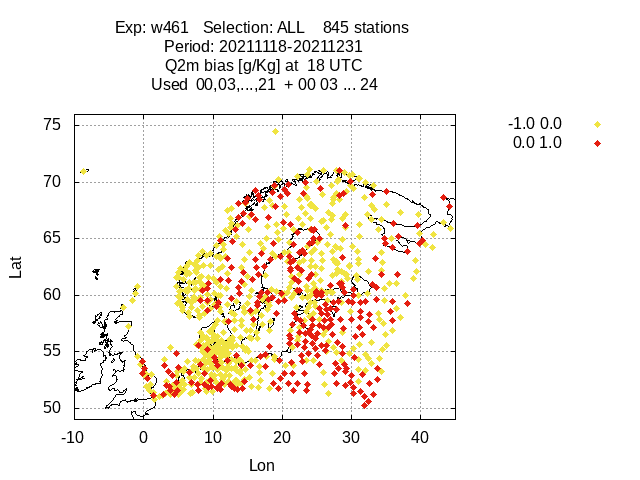 Exp: w461   Selection: ALL    845 stations
Period: 20211118-20211231
Q2m bias [g/Kg] at  18 UTC
Used  00,03,...,21  + 00 03 ... 24
-1.0 0.0
0.0 1.0
75
70
65
60
55
50
Lat
-10 0 10 20 30 40
Lon